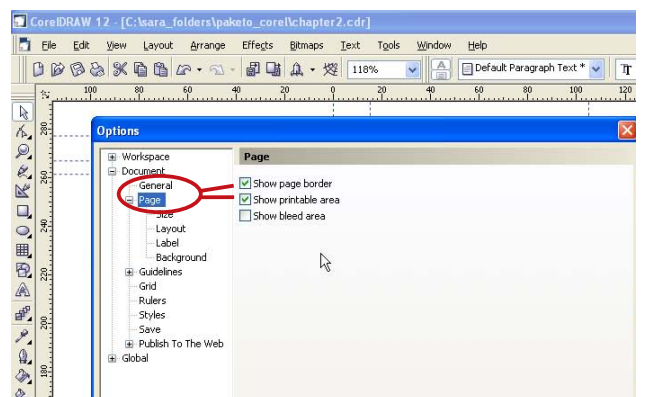 CorelDRAW 12 - [C:\sara_folders\paketo_corel\chapter2.cdr]
File Edit View Layout Arrange Effects Bitmaps Text Tools Window Help
118% Default Paragraph Text *
100 80 60 40 20 0 20 40 60 80 100 120
280
260
240
220
200
180
Options
Workspace
Document
General
Page
Size
Layout
Label
Background
Guidelines
Grid
Rulers
Styles
Save
Publish To The Web
Global
Page
Show page border
Show printable area
Show bleed area